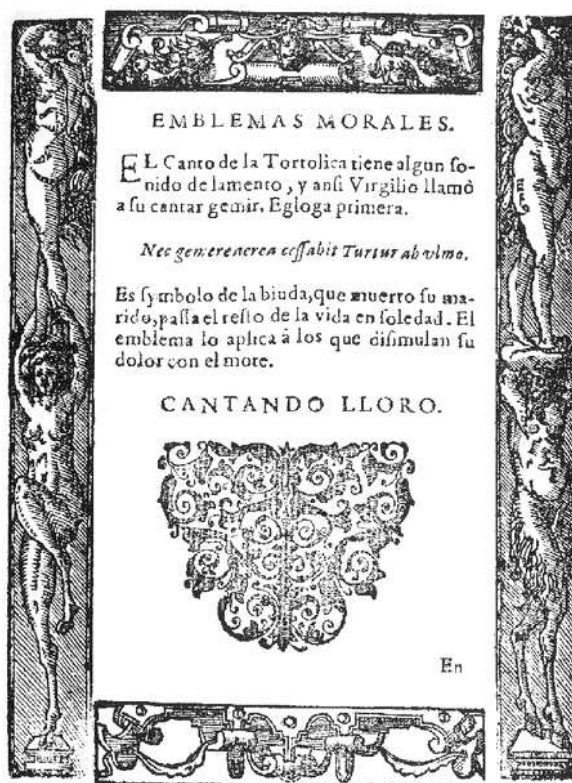 EMBLEMAS MORALES.
EL Canto de la Tortolica tiene algun so-
nido de lamento, y ansi Virgilio llamò
a su cantar gemir. Egloga primera.
Nec gemere aerea cessabit Turtur ab vlmo.
Es symbolo de la biuda, que muerto su ma-
rido, passa el resto de la vida en soledad. El
emblema lo aplica à los que disimulan su
dolor con el mote.
CANTANDO LLORO.
En